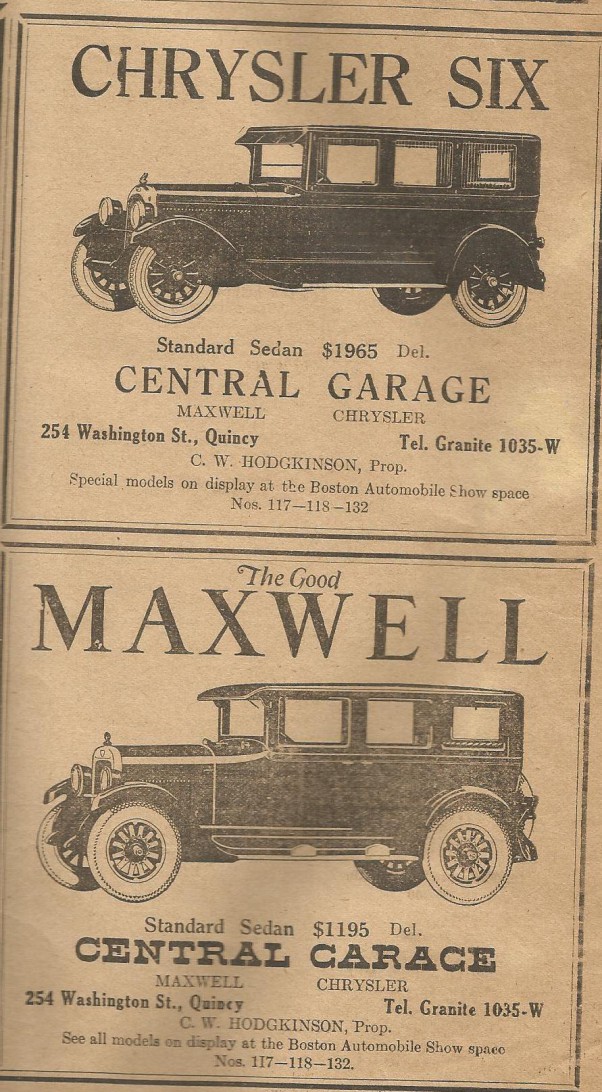 CHRYSLER SIX
Standard Sedan $1965 Del.
CENTRAL GARAGE
MAXWELL CHRYSLER
254 Washington St., Quincy Tel. Granite 1035-W
C. W. HODGKINSON, Prop.
Special models on display at the Boston Automobile Show space
Nos. 117—118—132
The Good
MAXWELL
Standard Sedan $1195 Del.
CENTRAL GARAGE
MAXWELL CHRYSLER
254 Washington St., Quincy Tel. Granite 1035-W
C. W. HODGKINSON, Prop.
See all models on display at the Boston Automobile Show space
Nos. 117—118—132.